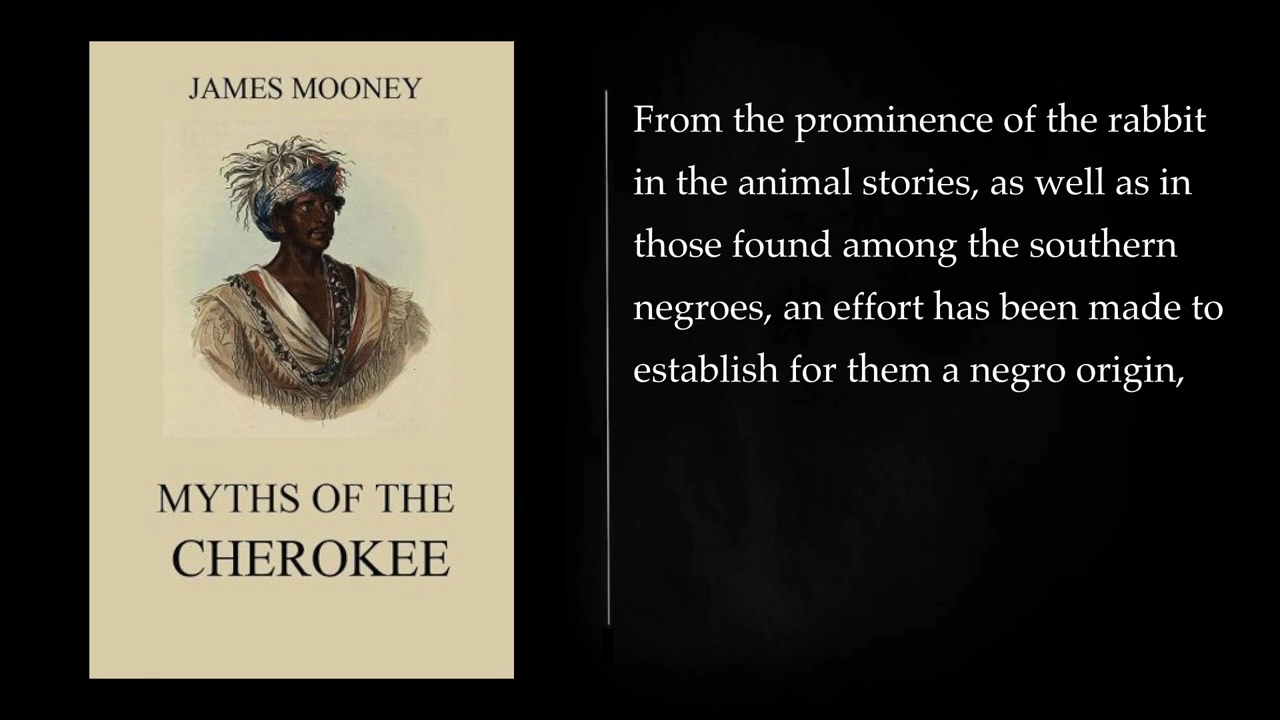 JAMES MOONEY
MYTHS OF THE
CHEROKEE
From the prominence of the rabbit
in the animal stories, as well as in
those found among the southern
negroes, an effort has been made to
establish for them a negro origin,